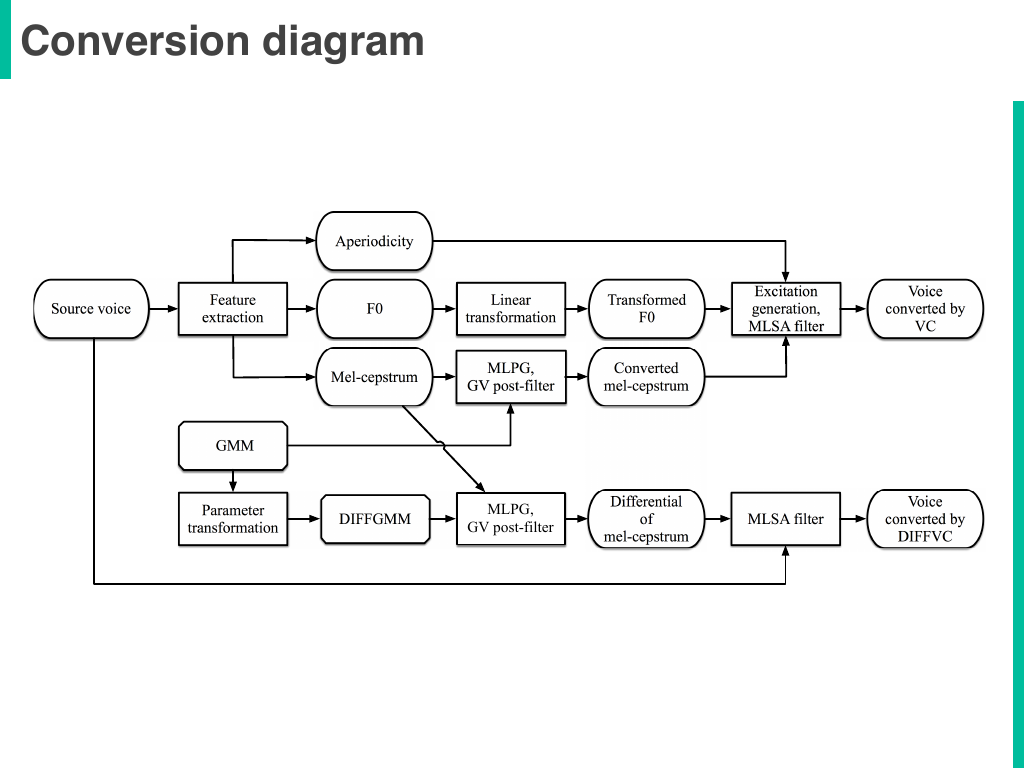 Conversion diagram
Aperiodicity
Source voice
Feature
extraction
F0
Linear
transformation
Transformed
F0
Excitation
generation,
MLSA filter
Voice
converted by
VC
Mel-cepstrum
MLPG,
GV post-filter
Converted
mel-cepstrum
GMM
Parameter
transformation
DIFFGMM
MLPG,
GV post-filter
Differential
of
mel-cepstrum
MLSA filter
Voice
converted by
DIFFVC